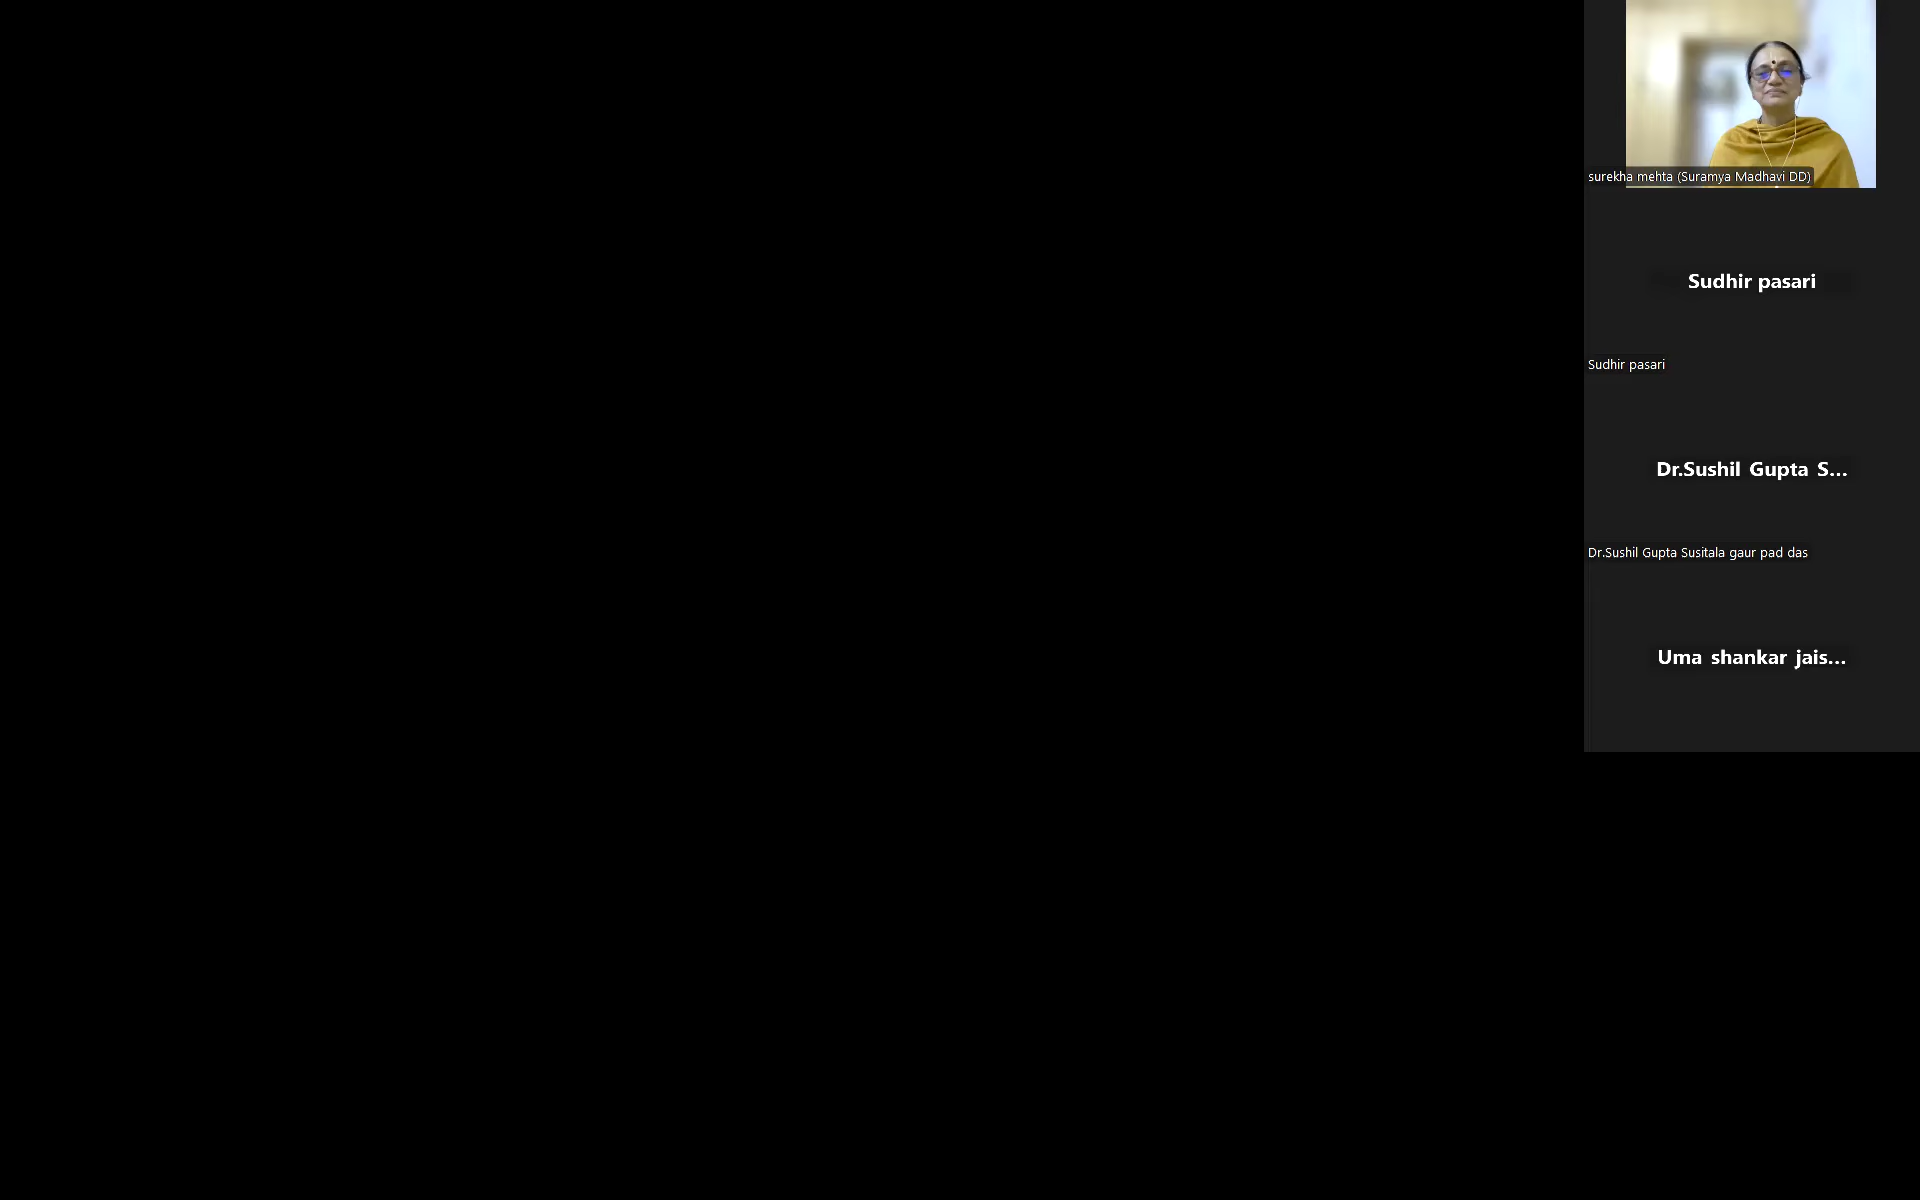 surekha mehta (Suramya Madhavi DD)
Sudhir pasari
Sudhir pasari
Dr.Sushil Gupta S...
Dr.Sushil Gupta Susitala gaur pad das
Uma shankar jais...